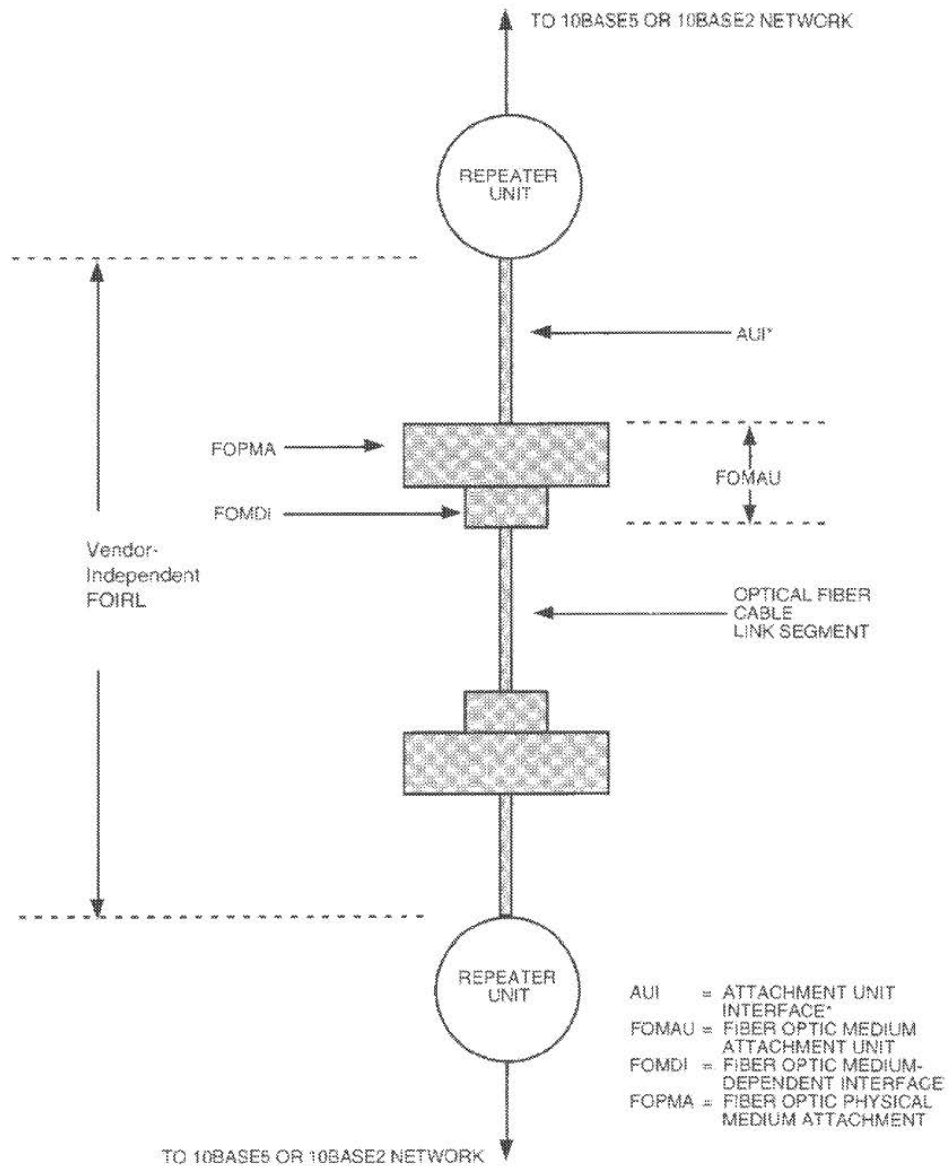 TO 10BASE5 OR 10BASE2 NETWORK
REPEATER
UNIT
AUI*
FOPMA
FOMAU
FOMDI
Vendor-
Independent
FOIRL
OPTICAL FIBER
CABLE
LINK SEGMENT
REPEATER
UNIT
AUI = ATTACHMENT UNIT
INTERFACE*
FOMAU = FIBER OPTIC MEDIUM
ATTACHMENT UNIT
FOMDI = FIBER OPTIC MEDIUM-
DEPENDENT INTERFACE
FOPMA = FIBER OPTIC PHYSICAL
MEDIUM ATTACHMENT
TO 10BASE5 OR 10BASE2 NETWORK